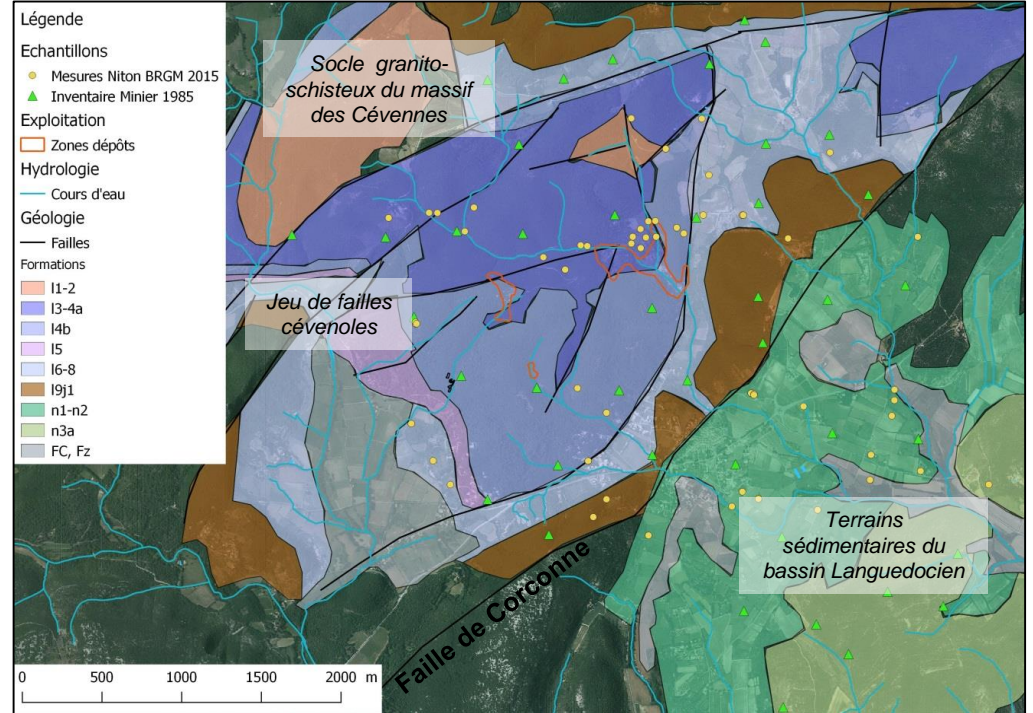 Légende
Echantillons
Mesures Niton BRGM 2015
Inventaire Minier 1985
Exploitation
Zones dépôts
Hydrologie
Cours d'eau
Géologie
Failles
Formations
l1-2
l3-4a
l4b
l5
l6-8
l9j1
n1-n2
n3a
FC, Fz
Socle granito-
schisteux du massif
des Cévennes
Jeu de failles
cévenoles
Terrains
sédimentaires du
bassin Languedocien
Faille de Corconne
0 500 1000 1500 2000 m